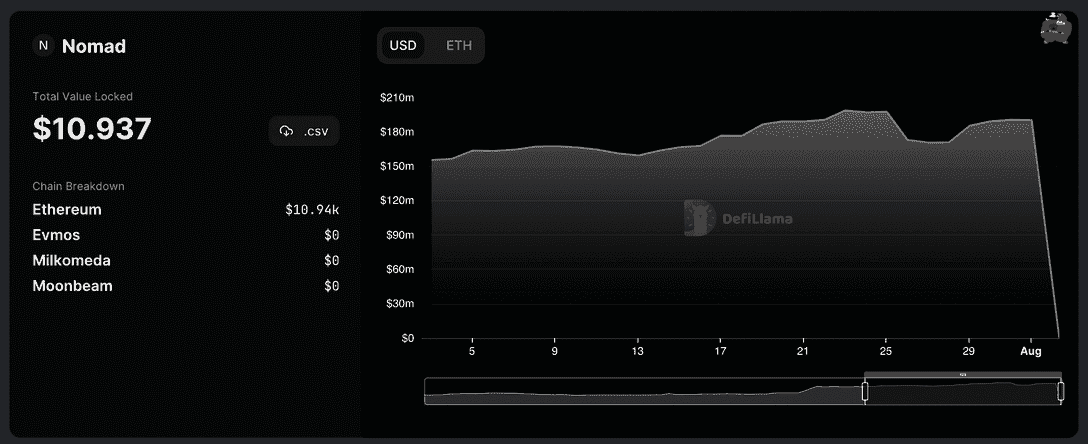 N Nomad
Total Value Locked
$10.937
.csv
Chain Breakdown
Ethereum $10.94k
Evmos $0
Milkomeda $0
Moonbeam $0
USD ETH
$210m
$180m
$150m
$120m
$90m
$60m
$30m
$0
DefiLlama
5 9 13 17 21 25 29 Aug